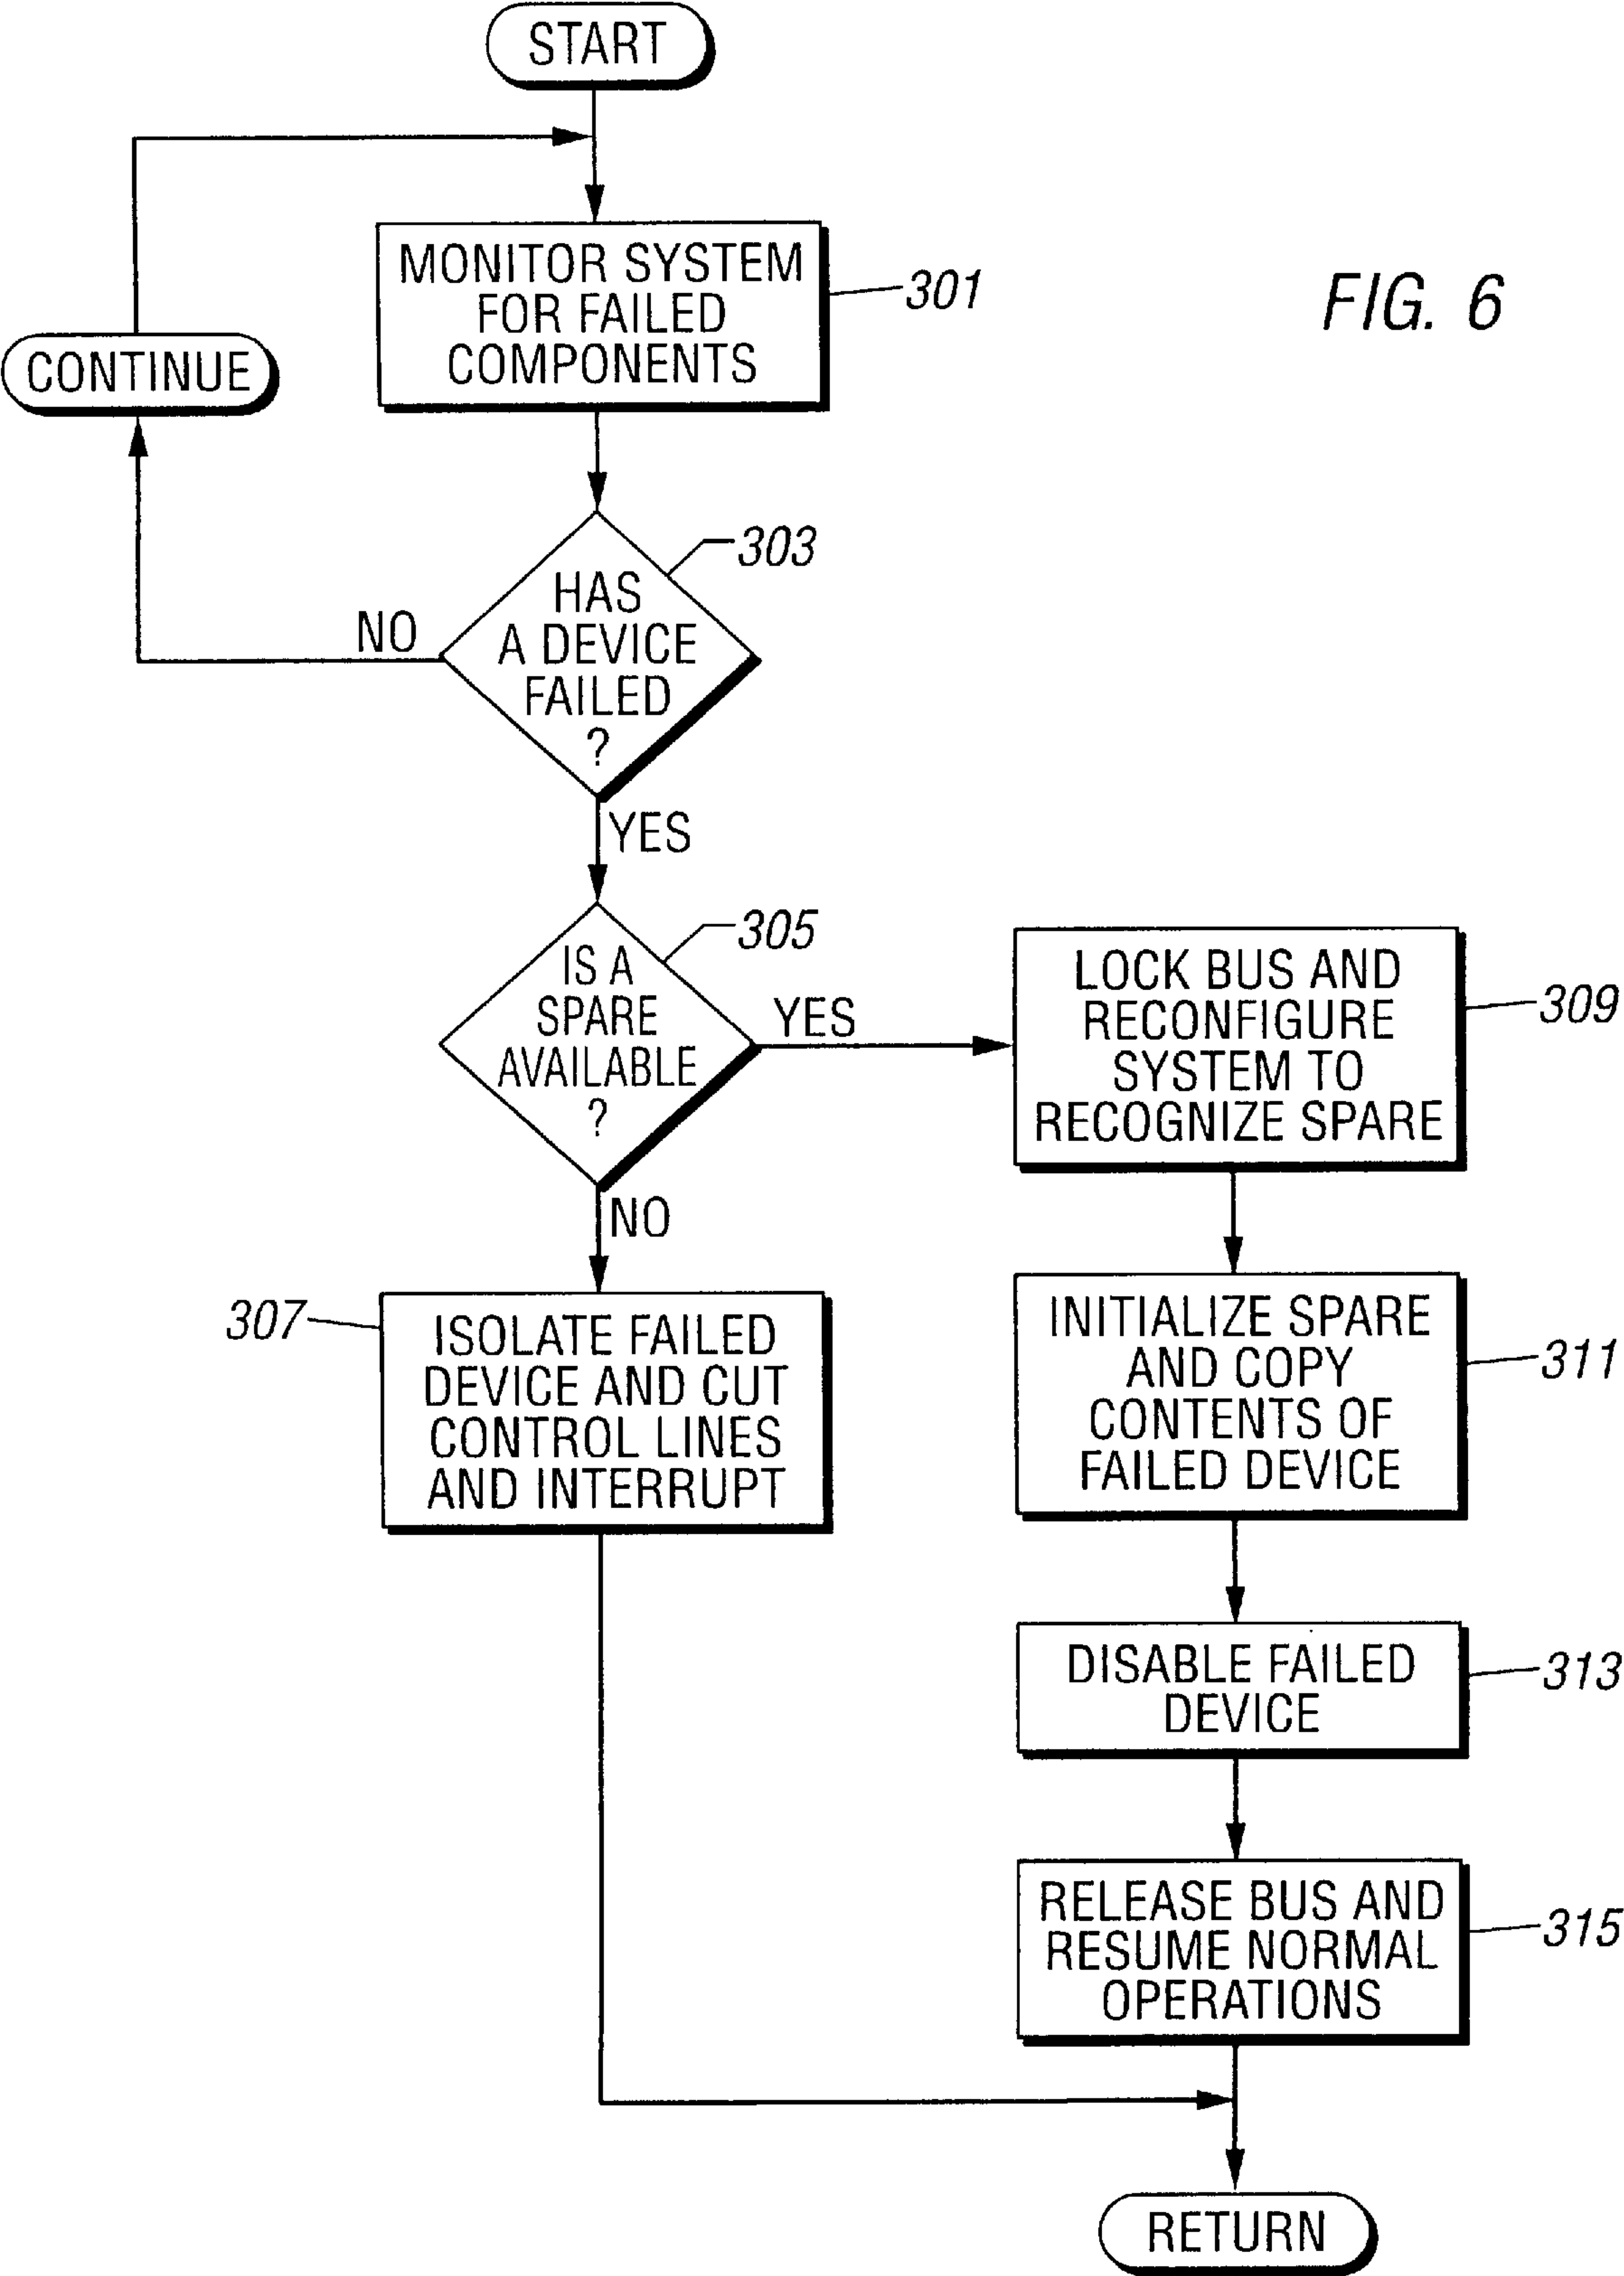 START
MONITOR SYSTEM
FOR FAILED
COMPONENTS
301
FIG. 6
CONTINUE
303
HAS
A DEVICE
FAILED
?
NO
YES
305
IS A
SPARE
AVAILABLE
?
YES
NO
LOCK BUS AND
RECONFIGURE
SYSTEM TO
RECOGNIZE SPARE
309
307
ISOLATE FAILED
DEVICE AND CUT
CONTROL LINES
AND INTERRUPT
INITIALIZE SPARE
AND COPY
CONTENTS OF
FAILED DEVICE
311
DISABLE FAILED
DEVICE
313
RELEASE BUS AND
RESUME NORMAL
OPERATIONS
315
RETURN